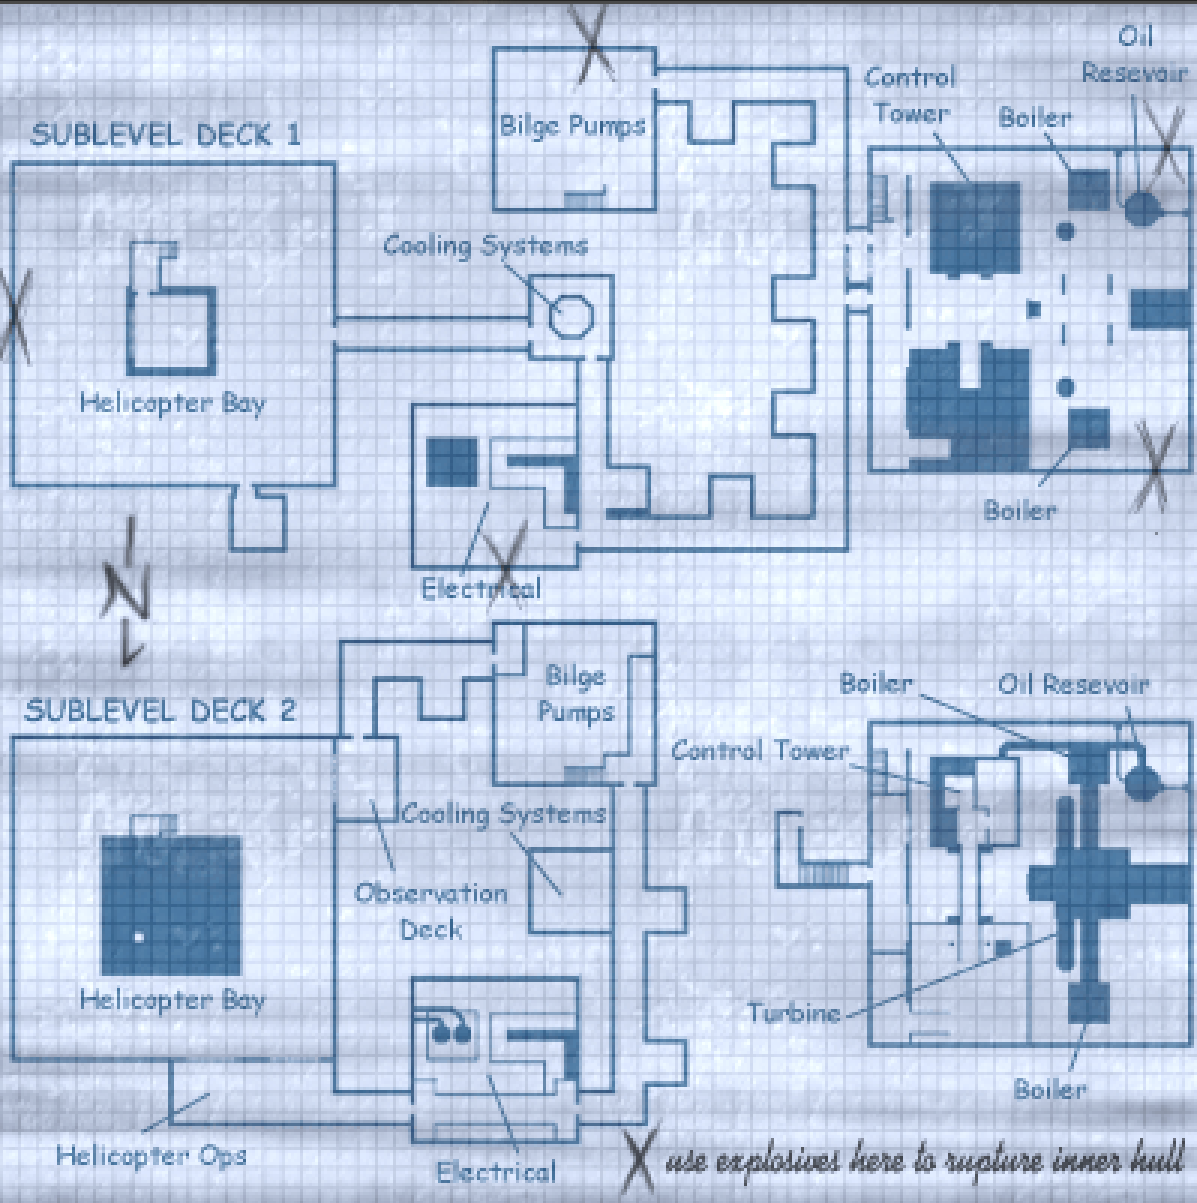 Oil
Resevoir
Control
Tower
Boiler
SUBLEVEL DECK 1
Bilge Pumps
Cooling Systems
Helicopter Bay
Boiler
Electrical
N
SUBLEVEL DECK 2
Bilge
Pumps
Boiler
Oil Resevoir
Control Tower
Cooling Systems
Observation
Deck
Helicopter Bay
Turbine
Boiler
Helicopter Ops
Electrical
X use explosives here to rupture inner hull